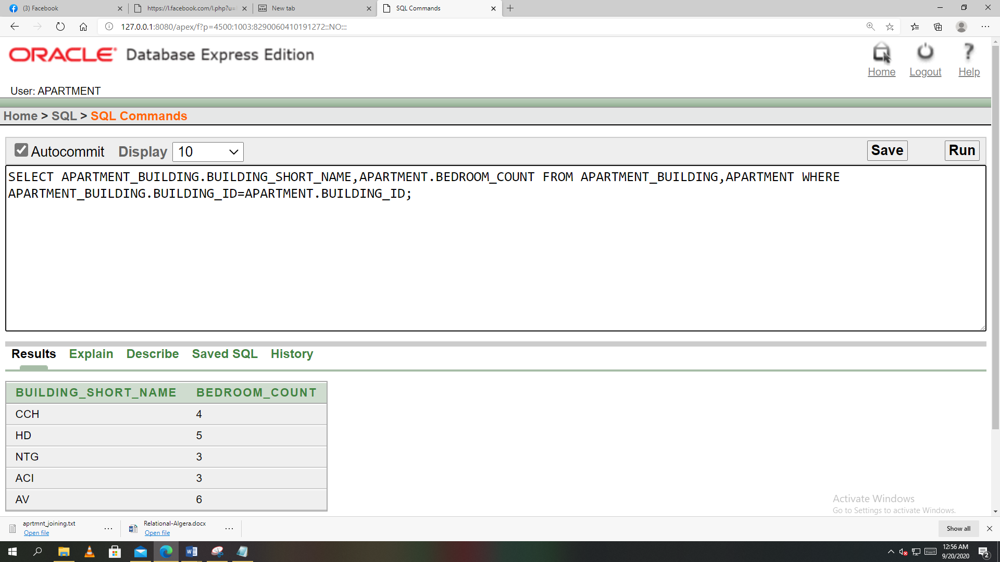 (3) Facebook
https://l.facebook.com/l.php?u=
New tab
SQL Commands
127.0.0.1:8080/apex/f?p=4500:1003:8290060410191272::NO:::
ORACLE Database Express Edition
Home Logout Help
User: APARTMENT
Home > SQL > SQL Commands
Autocommit Display 10 Save Run
SELECT APARTMENT_BUILDING.BUILDING_SHORT_NAME,APARTMENT.BEDROOM_COUNT FROM APARTMENT_BUILDING,APARTMENT WHERE
APARTMENT_BUILDING.BUILDING_ID=APARTMENT.BUILDING_ID;
Results Explain Describe Saved SQL History
BUILDING_SHORT_NAME BEDROOM_COUNT
CCH 4
HD 5
NTG 3
ACI 3
AV 6
Activate Windows
Go to Settings to activate Windows.
aprtmnt_joining.txt
Open file
Relational-Algera.docx
Open file
Show all
12:56 AM
9/20/2020
2